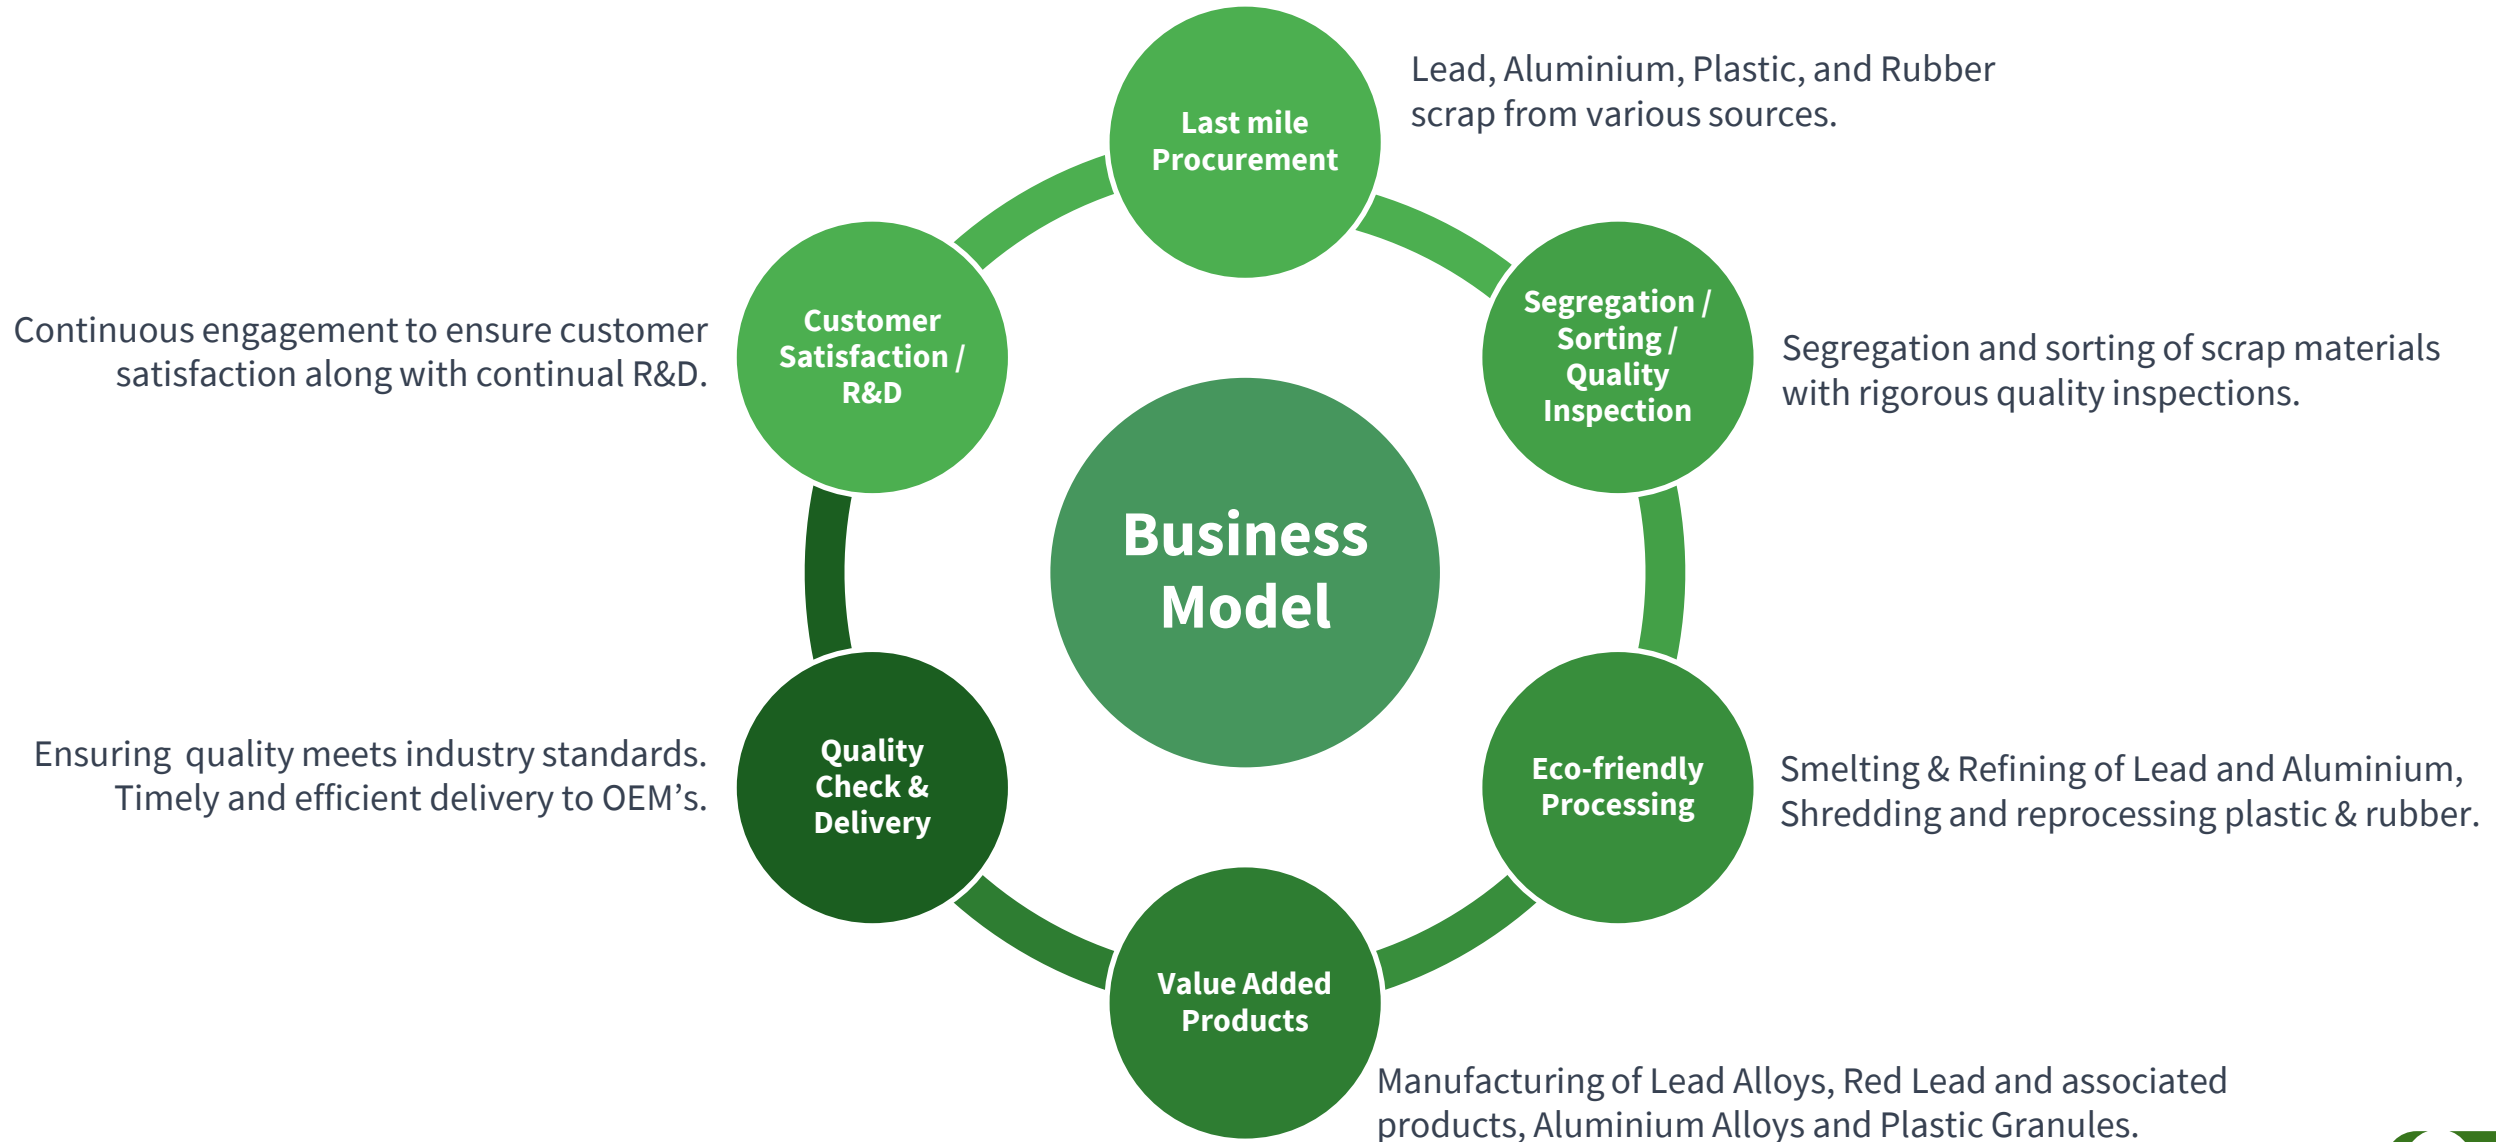 Last mile
Procurement
Lead, Aluminium, Plastic, and Rubber
scrap from various sources.
Segregation /
Sorting /
Quality
Inspection
Segregation and sorting of scrap materials
with rigorous quality inspections.
Eco-friendly
Processing
Smelting & Refining of Lead and Aluminium,
Shredding and reprocessing plastic & rubber.
Value Added
Products
Manufacturing of Lead Alloys, Red Lead and associated
products, Aluminium Alloys and Plastic Granules.
Quality
Check &
Delivery
Ensuring  quality meets industry standards.
Timely and efficient delivery to OEM’s.
Customer
Satisfaction /
R&D
Continuous engagement to ensure customer
satisfaction along with continual R&D.
Business
Model